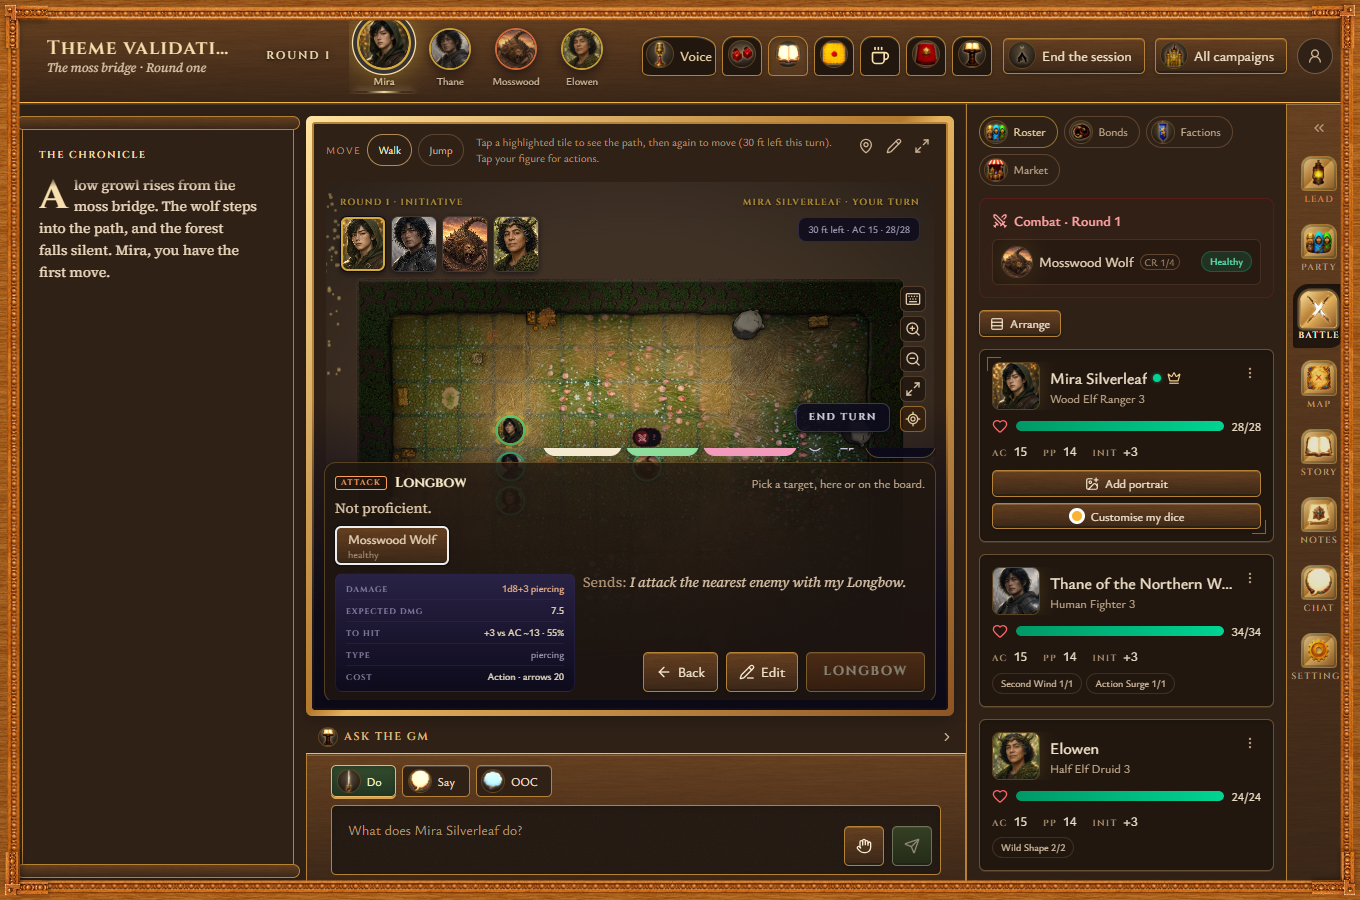 THEME VALIDATI...
The moss bridge · Round one
ROUND 1
Mira
Thane
Mosswood
Elowen
Voice
End the session
All campaigns
THE CHRONICLE
A low growl rises from the
moss bridge. The wolf steps
into the path, and the forest
falls silent. Mira, you have the
first move.
MOVE
Walk
Jump
Tap a highlighted tile to see the path, then again to move (30 ft left this turn).
Tap your figure for actions.
ROUND 1 · INITIATIVE
MIRA SILVERLEAF · YOUR TURN
30 ft left · AC 15 · 28/28
END TURN
ATTACK
LONGBOW
Pick a target, here or on the board.
Not proficient.
Mosswood Wolf
healthy
DAMAGE 1d8+3 piercing
EXPECTED DMG 7.5
TO HIT +3 vs AC ~13 · 55%
TYPE piercing
COST Action · arrows 20
Sends: I attack the nearest enemy with my Longbow.
Back
Edit
LONGBOW
ASK THE GM
Do
Say
OOC
What does Mira Silverleaf do?
Roster
Bonds
Factions
Market
Combat · Round 1
Mosswood Wolf
CR 1/4
Healthy
Arrange
Mira Silverleaf
Wood Elf Ranger 3
28/28
AC 15 PP 14 INIT +3
Add portrait
Customise my dice
Thane of the Northern W...
Human Fighter 3
34/34
AC 15 PP 14 INIT +3
Second Wind 1/1
Action Surge 1/1
Elowen
Half Elf Druid 3
24/24
AC 15 PP 14 INIT +3
Wild Shape 2/2
LEAD
PARTY
BATTLE
MAP
STORY
NOTES
CHAT
SETTING